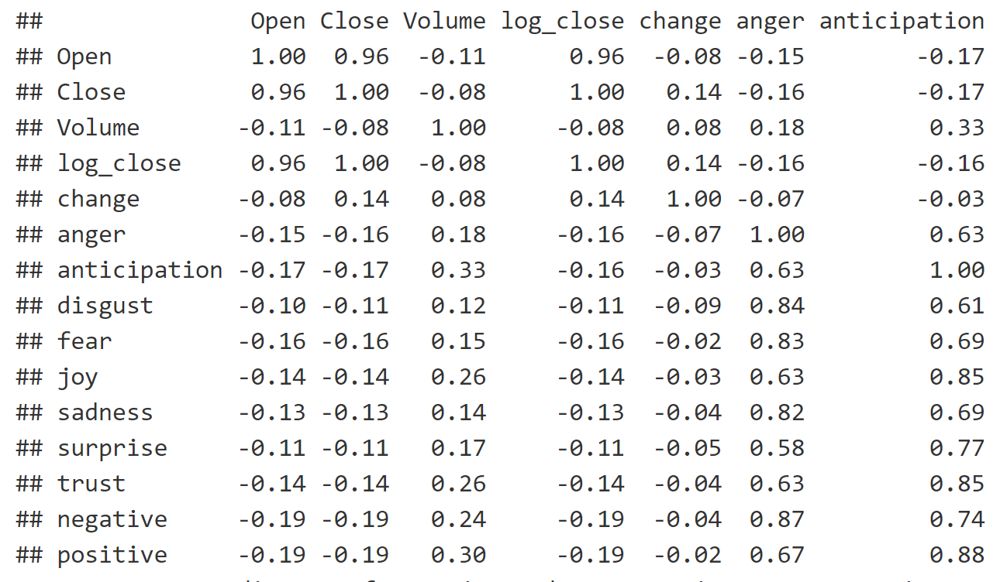 ## Open Close Volume log_close change anger anticipation
## Open 1.00 0.96 -0.11 0.96 -0.08 -0.15 -0.17
## Close 0.96 1.00 -0.08 1.00 0.14 -0.16 -0.17
## Volume -0.11 -0.08 1.00 -0.08 0.08 0.18 0.33
## log_close 0.96 1.00 -0.08 1.00 0.14 -0.16 -0.16
## change -0.08 0.14 0.08 0.14 1.00 -0.07 -0.03
## anger -0.15 -0.16 0.18 -0.16 -0.07 1.00 0.63
## anticipation -0.17 -0.17 0.33 -0.16 -0.03 0.63 1.00
## disgust -0.10 -0.11 0.12 -0.11 -0.09 0.84 0.61
## fear -0.16 -0.16 0.15 -0.16 -0.02 0.83 0.69
## joy -0.14 -0.14 0.26 -0.14 -0.03 0.63 0.85
## sadness -0.13 -0.13 0.14 -0.13 -0.04 0.82 0.69
## surprise -0.11 -0.11 0.17 -0.11 -0.05 0.58 0.77
## trust -0.14 -0.14 0.26 -0.14 -0.04 0.63 0.85
## negative -0.19 -0.19 0.24 -0.19 -0.04 0.87 0.74
## positive -0.19 -0.19 0.30 -0.19 -0.02 0.67 0.88